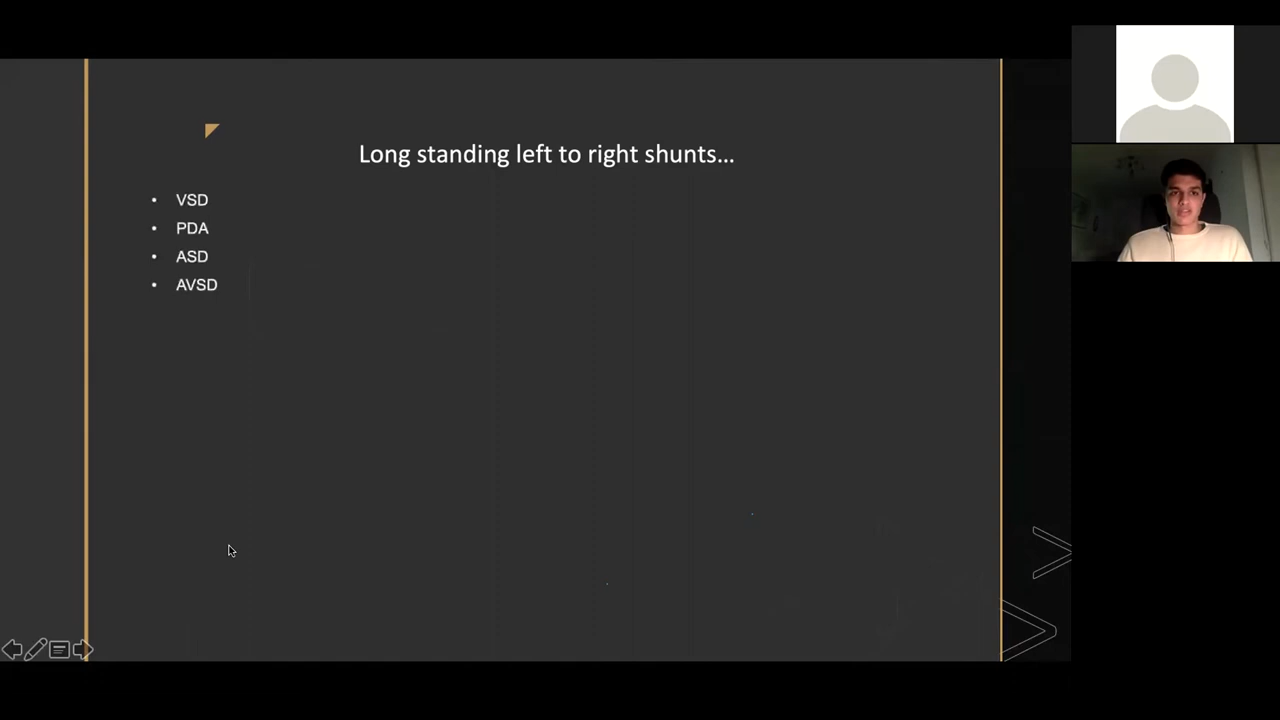 Long standing left to right shunts...
• VSD
• PDA
• ASD
• AVSD